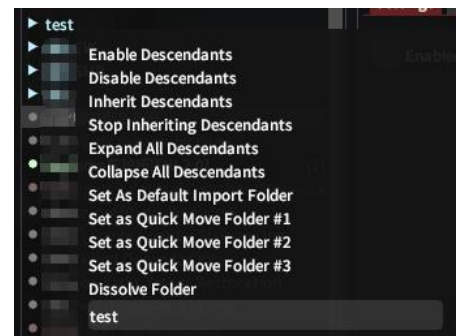 test
Enable Descendants
Disable Descendants
Inherit Descendants
Stop Inheriting Descendants
Expand All Descendants
Collapse All Descendants
Set As Default Import Folder
Set as Quick Move Folder #1
Set as Quick Move Folder #2
Set as Quick Move Folder #3
Dissolve Folder
test